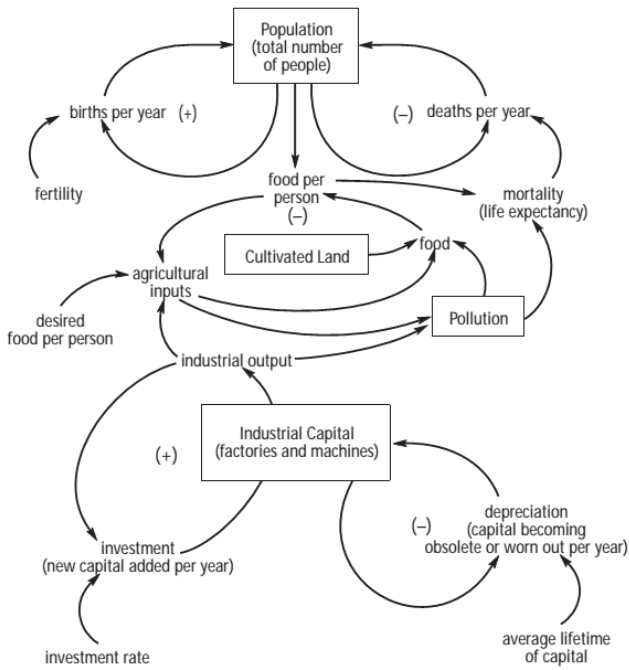 Population
(total number
of people)
births per year (+)
(–) deaths per year
fertility
food per
person
(–)
mortality
(life expectancy)
Cultivated Land
food
agricultural
inputs
desired
food per person
Pollution
industrial output
Industrial Capital
(factories and machines)
(+)
(–)
depreciation
(capital becoming
obsolete or worn out per year)
investment
(new capital added per year)
investment rate
average lifetime
of capital